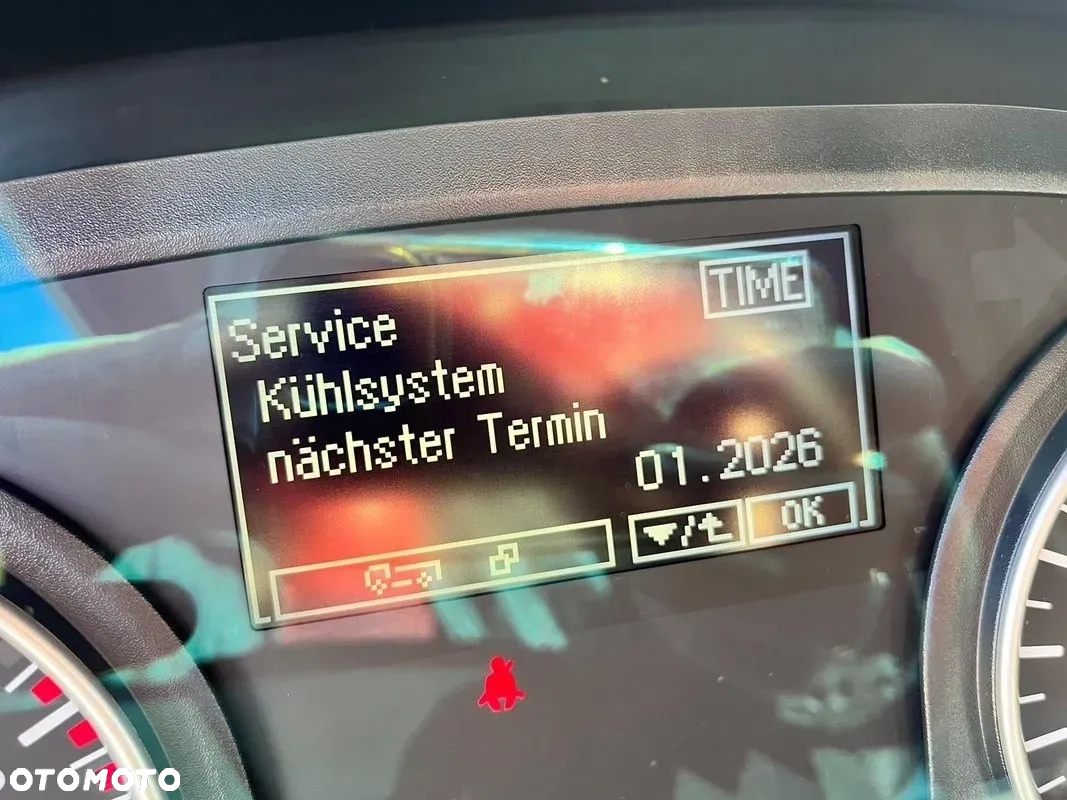 TIME
Service
Kühlsystem
nächster Termin
01.2026
OK
OTOMOTO